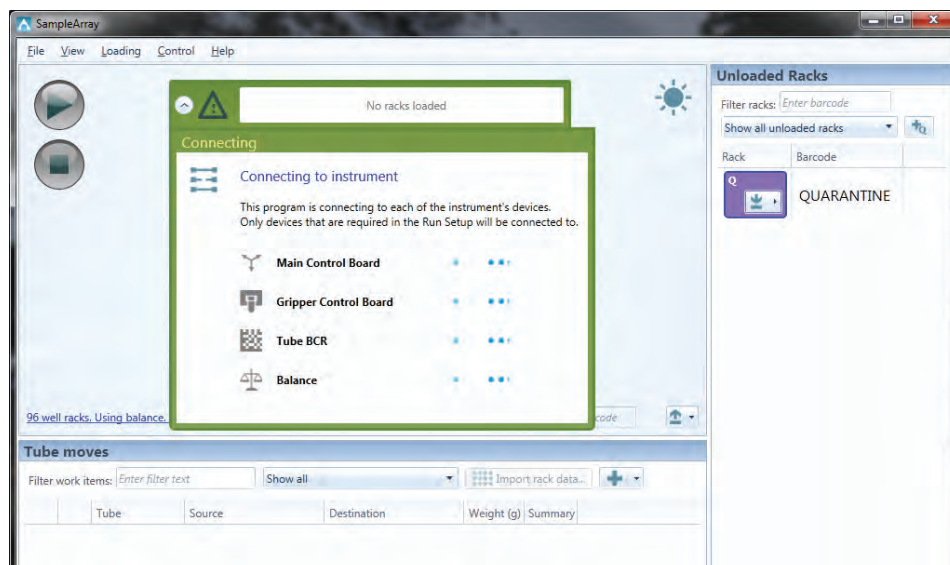 SampleArray
File View Loading Control Help
No racks loaded
Connecting
Connecting to instrument
This program is connecting to each of the instrument's devices.
Only devices that are required in the Run Setup will be connected to.
Main Control Board
Gripper Control Board
Tube BCR
Balance
96 well racks. Using balance.
code
Unloaded Racks
Filter racks: Enter barcode
Show all unloaded racks
Rack Barcode
Q
QUARANTINE
Tube moves
Filter work items: Enter filter text Show all Import rack data...
Tube Source Destination Weight (g) Summary